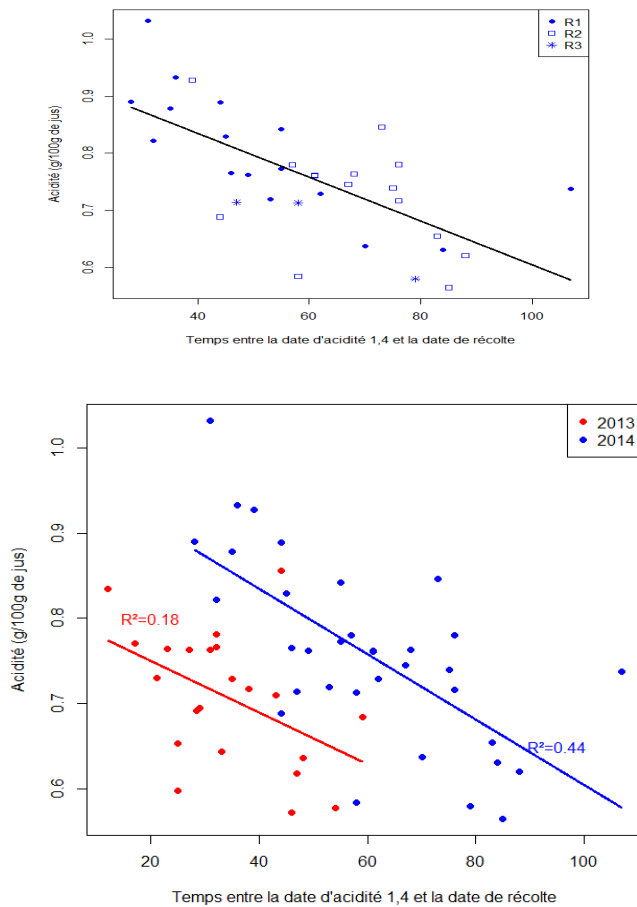 R1
R2
R3
1.0
0.9
0.8
0.7
0.6
Acidité (g/100g de jus)
40 60 80 100
Temps entre la date d'acidité 1,4 et la date de récolte
2013
2014
1.0
0.9
0.8
0.7
0.6
Acidité (g/100g de jus)
R²=0.18
R²=0.44
20 40 60 80 100
Temps entre la date d'acidité 1,4 et la date de récolte